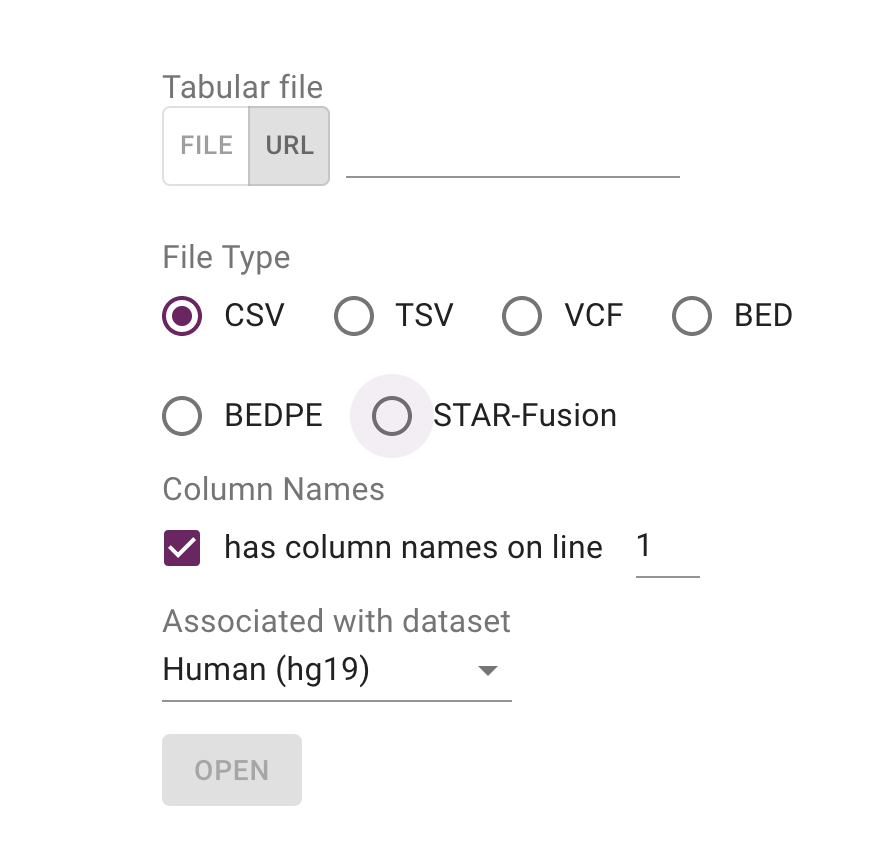 Tabular file
FILE URL
File Type
CSV TSV VCF BED
BEDPE STAR-Fusion
Column Names
has column names on line 1
Associated with dataset
Human (hg19)
OPEN